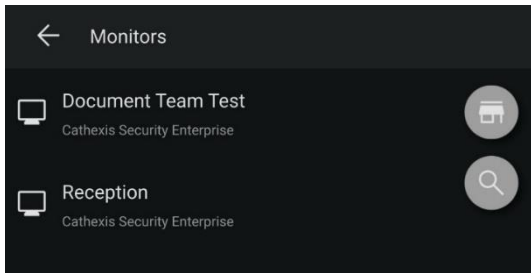 Monitors
Document Team Test
Cathexis Security Enterprise
Reception
Cathexis Security Enterprise